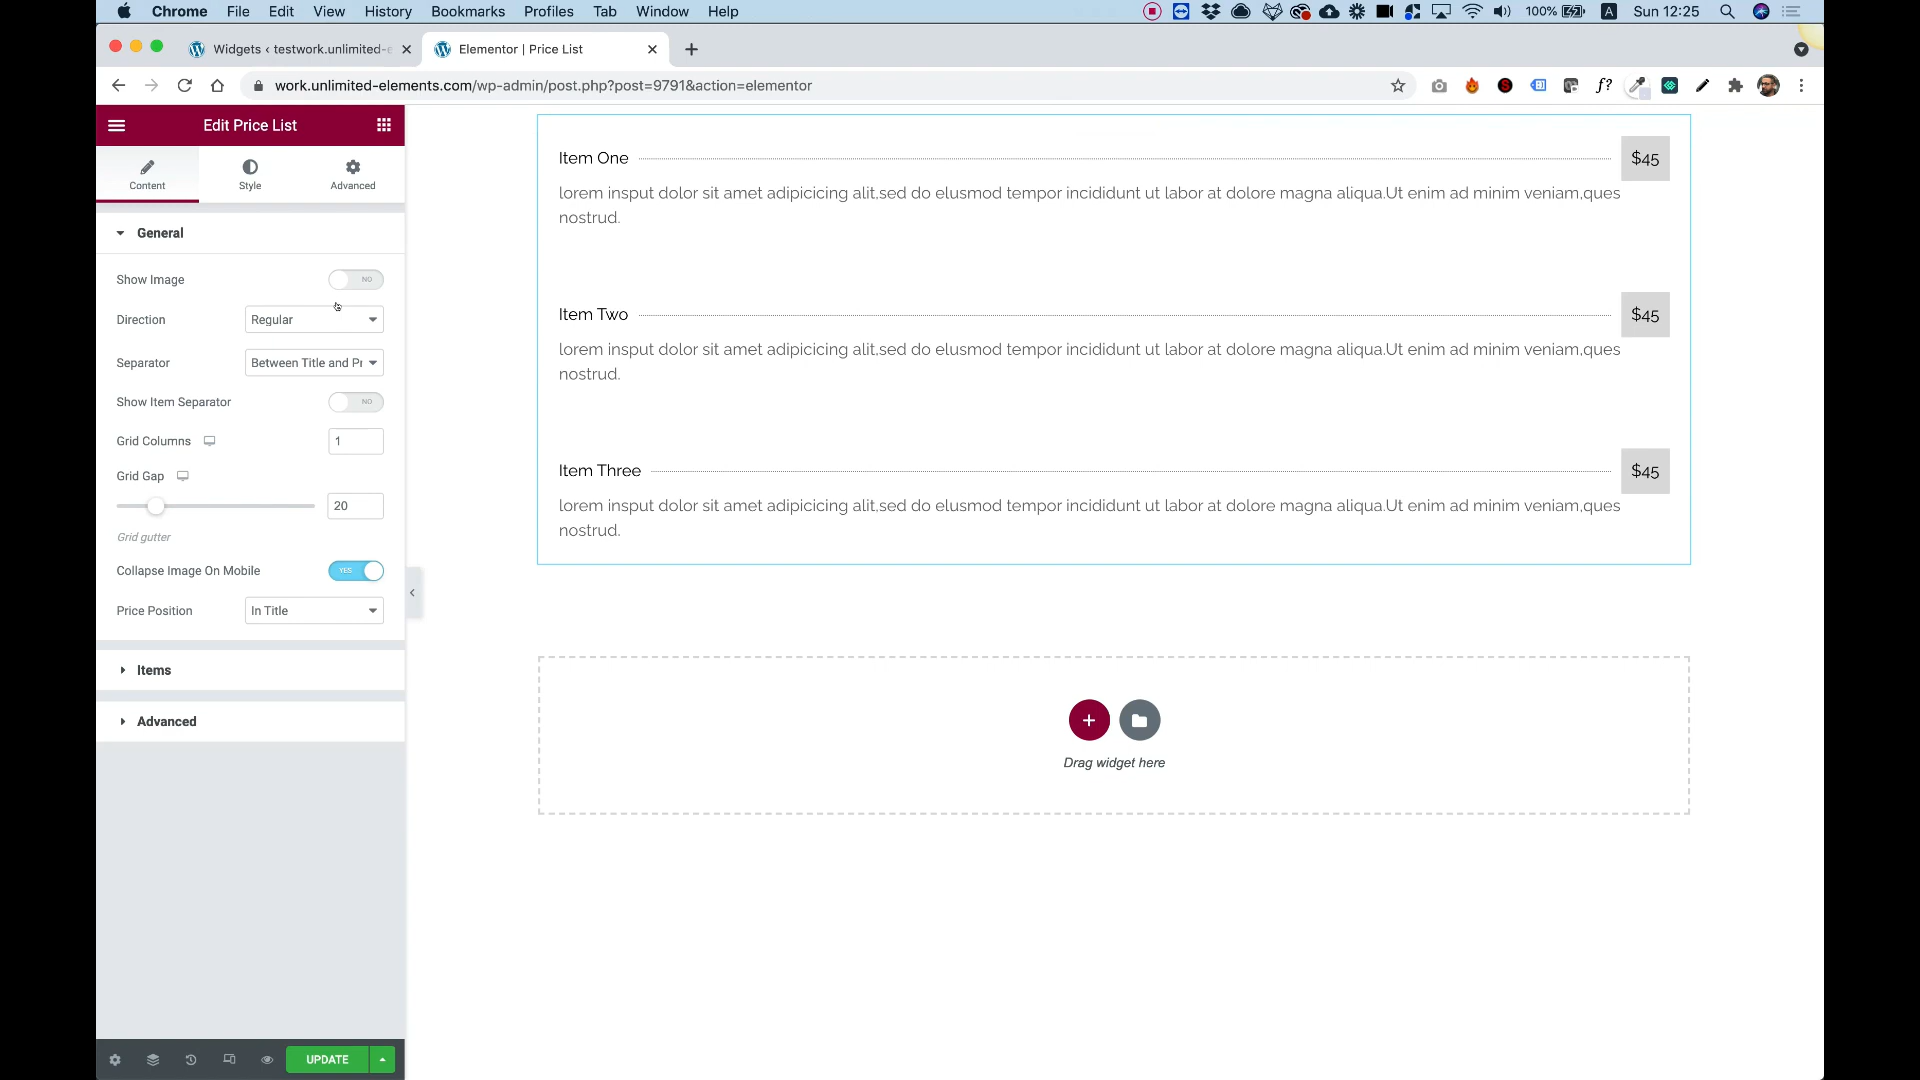 Chrome File Edit View History Bookmarks Profiles Tab Window Help 100% A Sun 12:25
Widgets ‹ testwork.unlimited-e Elementor | Price List
work.unlimited-elements.com/wp-admin/post.php?post=9791&action=elementor S f?
Edit Price List
Content Style Advanced
General
Show Image NO
Direction Regular
Separator Between Title and Pr
Show Item Separator NO
Grid Columns 1
Grid Gap
20
Grid gutter
Collapse Image On Mobile YES
Price Position In Title
Items
Advanced
UPDATE
Item One $45
lorem insput dolor sit amet adipicicing alit,sed do elusmod tempor incididunt ut labor at dolore magna aliqua.Ut enim ad minim veniam,ques
nostrud.
Item Two $45
lorem insput dolor sit amet adipicicing alit,sed do elusmod tempor incididunt ut labor at dolore magna aliqua.Ut enim ad minim veniam,ques
nostrud.
Item Three $45
lorem insput dolor sit amet adipicicing alit,sed do elusmod tempor incididunt ut labor at dolore magna aliqua.Ut enim ad minim veniam,ques
nostrud.
Drag widget here